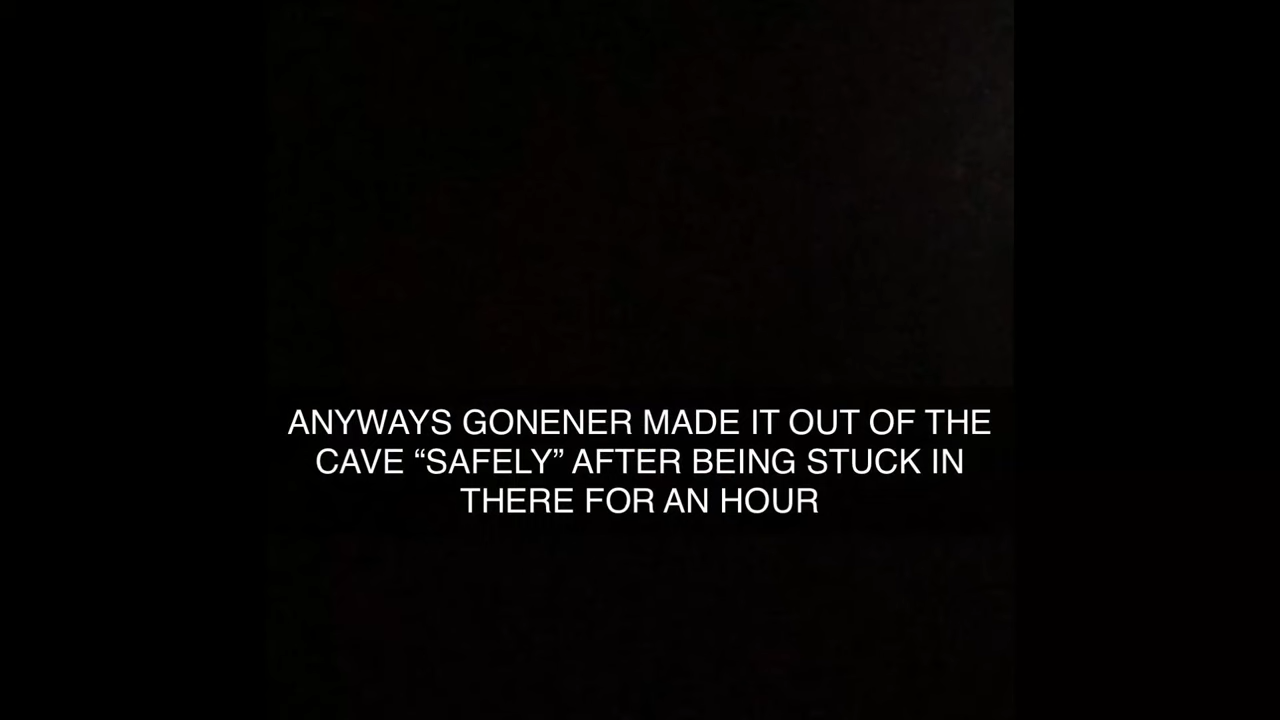 ANYWAYS GONENER MADE IT OUT OF THE
CAVE “SAFELY” AFTER BEING STUCK IN
THERE FOR AN HOUR